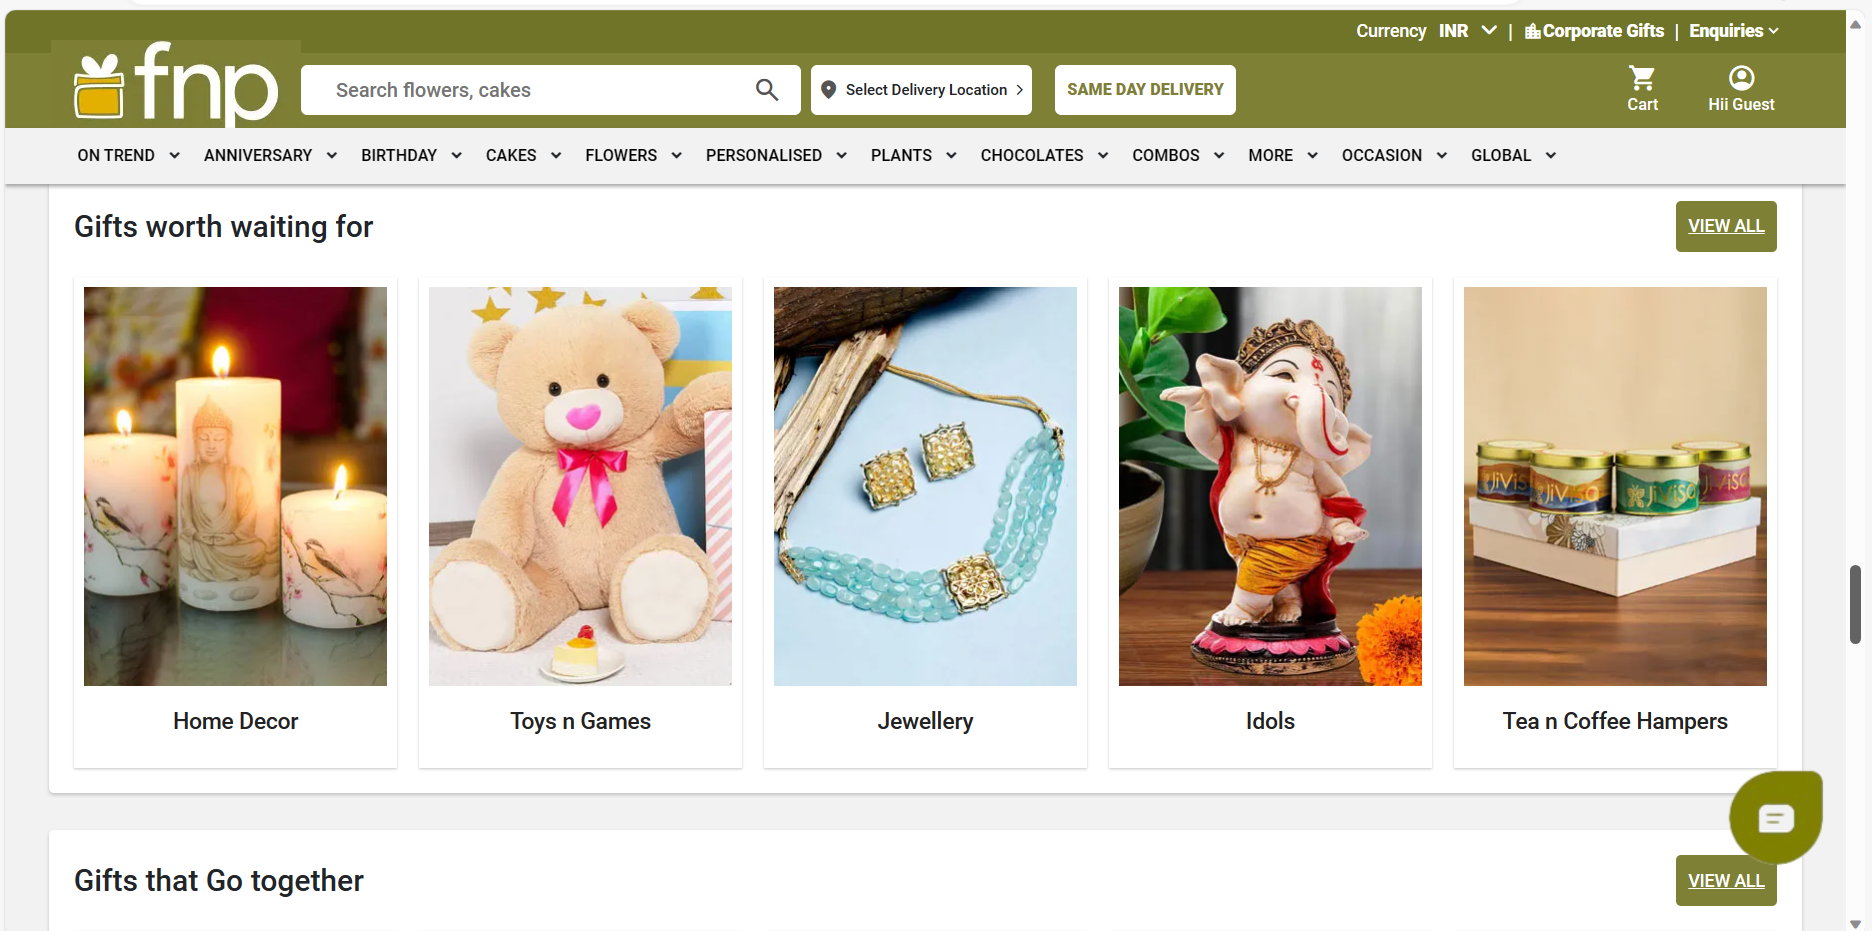 Currency INR | Corporate Gifts | Enquiries
fnp
Search flowers, cakes
Select Delivery Location
SAME DAY DELIVERY
Cart
Hii Guest
ON TREND ANNIVERSARY BIRTHDAY CAKES FLOWERS PERSONALISED PLANTS CHOCOLATES COMBOS MORE OCCASION GLOBAL
Gifts worth waiting for
VIEW ALL
JiVisa
JiVisa
Home Decor
Toys n Games
Jewellery
Idols
Tea n Coffee Hampers
Gifts that Go together
VIEW ALL